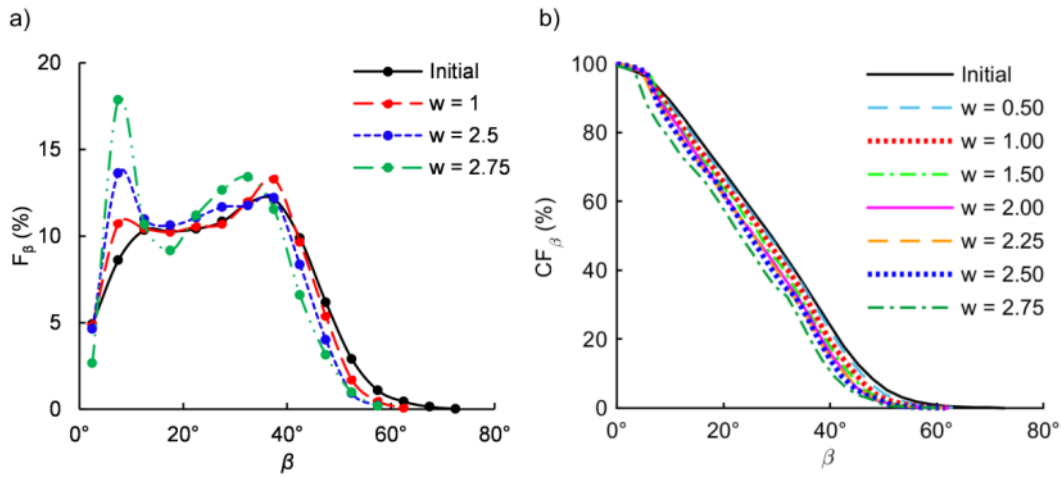 a)
20
15
10
5
0
0°
20°
40°
60°
80°
F_β (%)
β
Initial
w = 1
w = 2.5
w = 2.75
b)
100
80
60
40
20
0
0°
20°
40°
60°
80°
CF_β (%)
β
Initial
w = 0.50
w = 1.00
w = 1.50
w = 2.00
w = 2.25
w = 2.50
w = 2.75